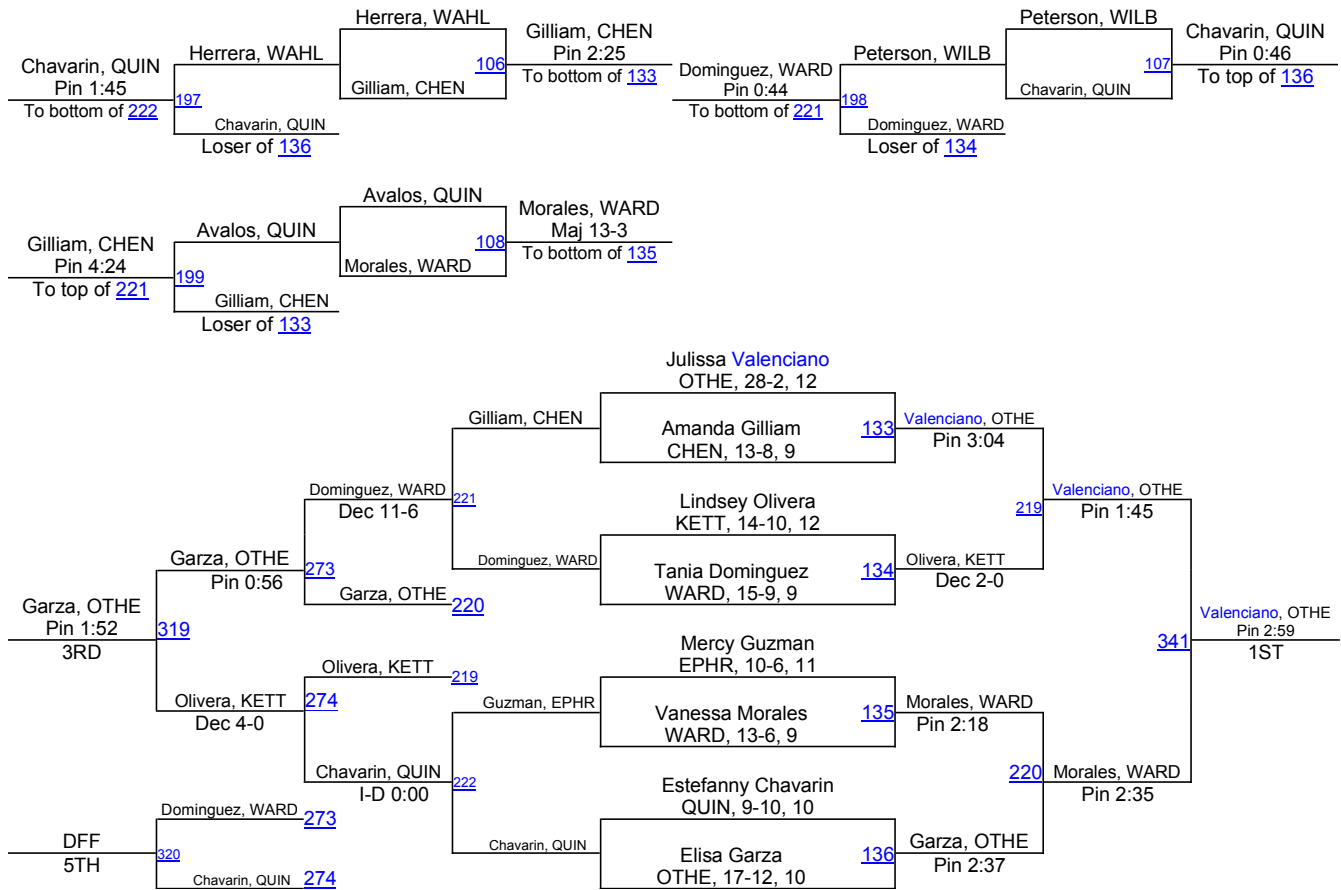 Herrera, WAHL
Peterson, WILB
Gilliam, CHEN
Pin 2:25
To bottom of 133
Chavarin, QUIN
Pin 0:46
To top of 136
Herrera, WAHL
106
Peterson, WILB
107
Chavarin, QUIN
Pin 1:45
To bottom of 222
Gilliam, CHEN
Dominguez, WARD
Pin 0:44
To bottom of 221
Chavarin, QUIN
197
198
Chavarin, QUIN
Loser of 136
Dominguez, WARD
Loser of 134
Avalos, QUIN
Morales, WARD
Maj 13-3
To bottom of 135
Avalos, QUIN
108
Gilliam, CHEN
Pin 4:24
To top of 221
Morales, WARD
199
Gilliam, CHEN
Loser of 133
Julissa Valenciano
OTHE, 28-2, 12
Gilliam, CHEN
Amanda Gilliam
CHEN, 13-8, 9
133
Valenciano, OTHE
Pin 3:04
Dominguez, WARD
Dec 11-6
221
Lindsey Olivera
KETT, 14-10, 12
219
Valenciano, OTHE
Pin 1:45
Garza, OTHE
Pin 0:56
273
Dominguez, WARD
Tania Dominguez
WARD, 15-9, 9
134
Olivera, KETT
Dec 2-0
Garza, OTHE
220
Garza, OTHE
Pin 1:52
3RD
319
Mercy Guzman
EPHR, 10-6, 11
341
Valenciano, OTHE
Pin 2:59
1ST
Olivera, KETT
219
Olivera, KETT
Dec 4-0
274
Guzman, EPHR
Vanessa Morales
WARD, 13-6, 9
135
Morales, WARD
Pin 2:18
Chavarin, QUIN
I-D 0:00
222
Estefanny Chavarin
QUIN, 9-10, 10
220
Morales, WARD
Pin 2:35
Dominguez, WARD
273
DFF
5TH
320
Chavarin, QUIN
Elisa Garza
OTHE, 17-12, 10
136
Garza, OTHE
Pin 2:37
Chavarin, QUIN
274